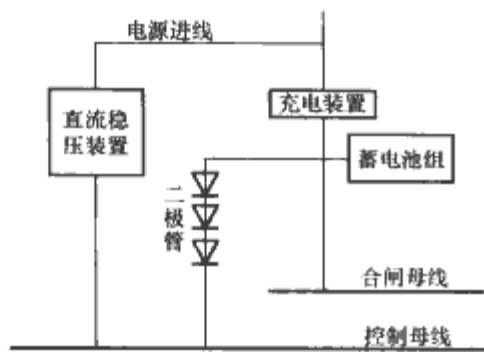 电源进线
直流稳
压装置
充电装置
蓄电池组
二极管
合闸母线
控制母线